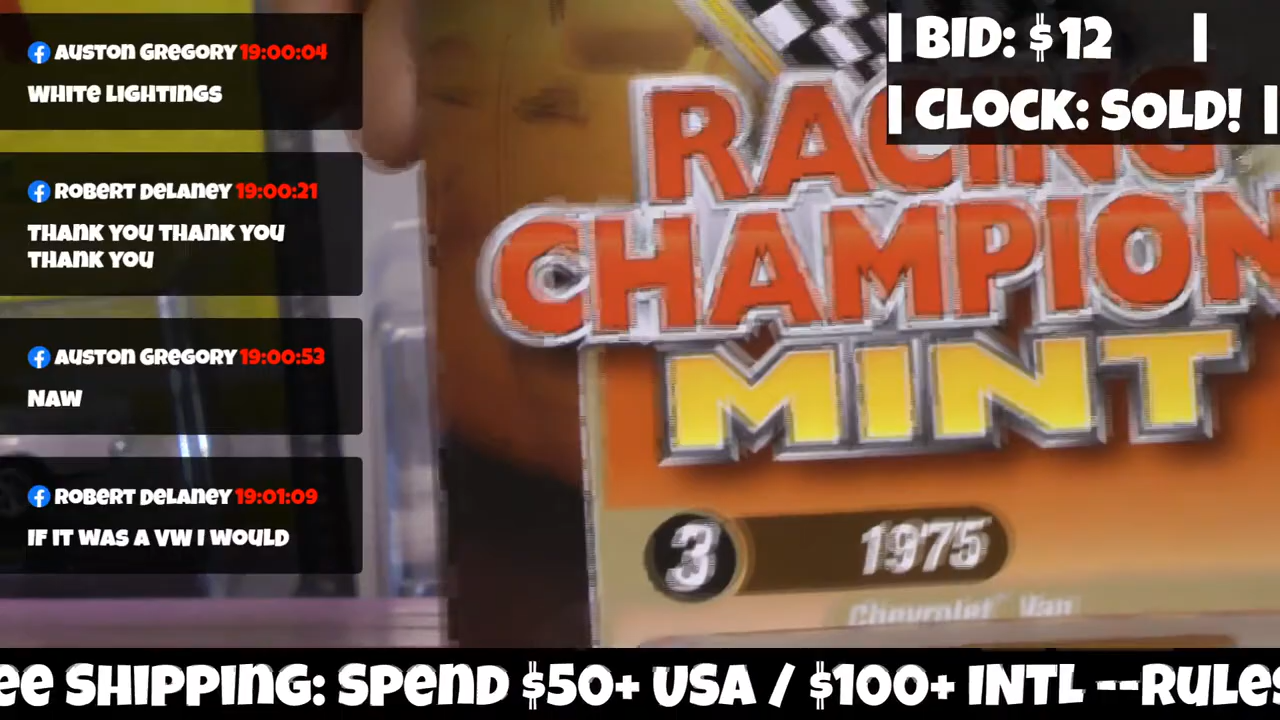 Auston Gregory 19:00:04
White Lightings
Robert Delaney 19:00:21
Thank you thank you
thank you
Auston Gregory 19:00:53
Naw
Robert Delaney 19:01:09
If it was a VW I would
| BID: $12 |
| CLOCK: SOLD! |
RACING
CHAMPION
MINT
3 1975
Chevrolet Van
ee Shipping: Spend $50+ USA / $100+ INTL --Rules